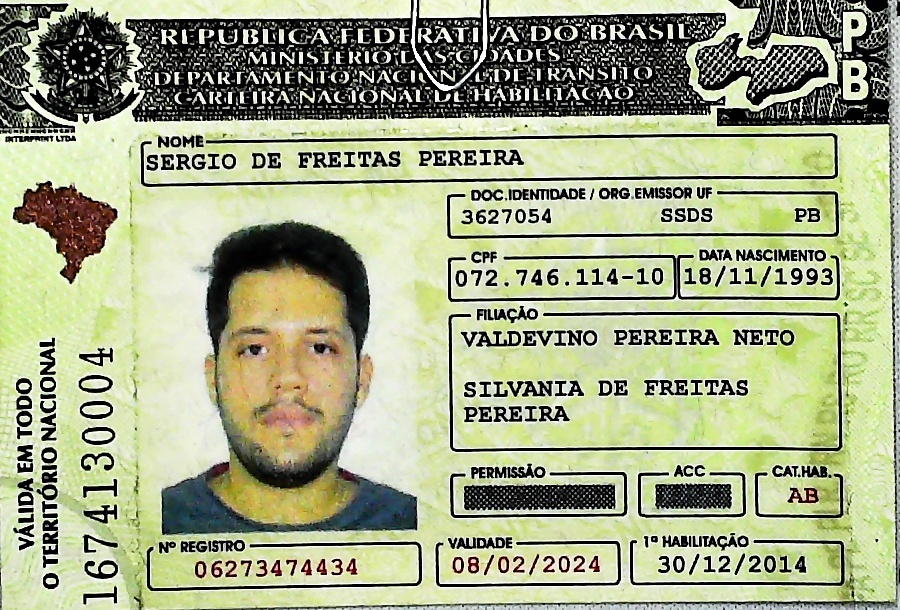 REPÚBLICA FEDERATIVA DO BRASIL
MINISTÉRIO DAS CIDADES
DEPARTAMENTO NACIONAL DE TRÂNSITO
CARTEIRA NACIONAL DE HABILITAÇÃO
PB
INTERPRINT LTDA
NOME
SERGIO DE FREITAS PEREIRA
DOC. IDENTIDADE / ORG. EMISSOR UF
3627054 SSDS PB
CPF DATA NASCIMENTO
072.746.114-10 18/11/1993
FILIAÇÃO
VALDEVINO PEREIRA NETO
SILVANIA DE FREITAS
PEREIRA
PERMISSÃO ACC CAT.HAB.
AB
Nº REGISTRO VALIDADE 1ª HABILITAÇÃO
06273474434 08/02/2024 30/12/2014
VÁLIDA EM TODO
O TERRITÓRIO NACIONAL
1674130004